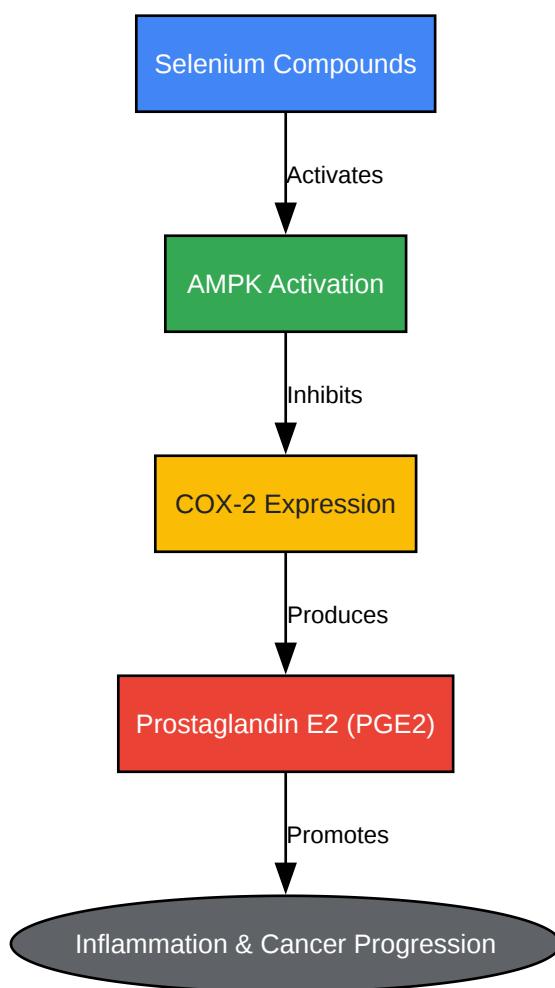 Selenium Compounds
Activates
AMPK Activation
Inhibits
COX-2 Expression
Produces
Prostaglandin E2 (PGE2)
Promotes
Inflammation & Cancer Progression